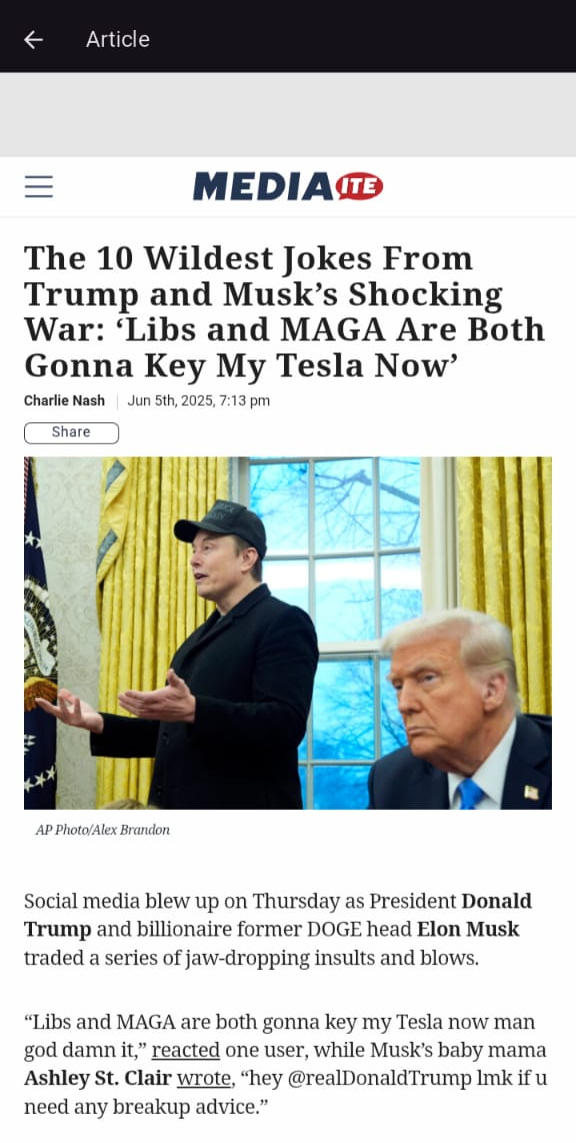 Article
MEDIAITE
The 10 Wildest Jokes From
Trump and Musk’s Shocking
War: ‘Libs and MAGA Are Both
Gonna Key My Tesla Now’
Charlie Nash | Jun 5th, 2025, 7:13 pm
Share
AP Photo/Alex Brandon
Social media blew up on Thursday as President Donald
Trump and billionaire former DOGE head Elon Musk
traded a series of jaw-dropping insults and blows.
“Libs and MAGA are both gonna key my Tesla now man
god damn it,” reacted one user, while Musk’s baby mama
Ashley St. Clair wrote, “hey @realDonaldTrump lmk if u
need any breakup advice.”